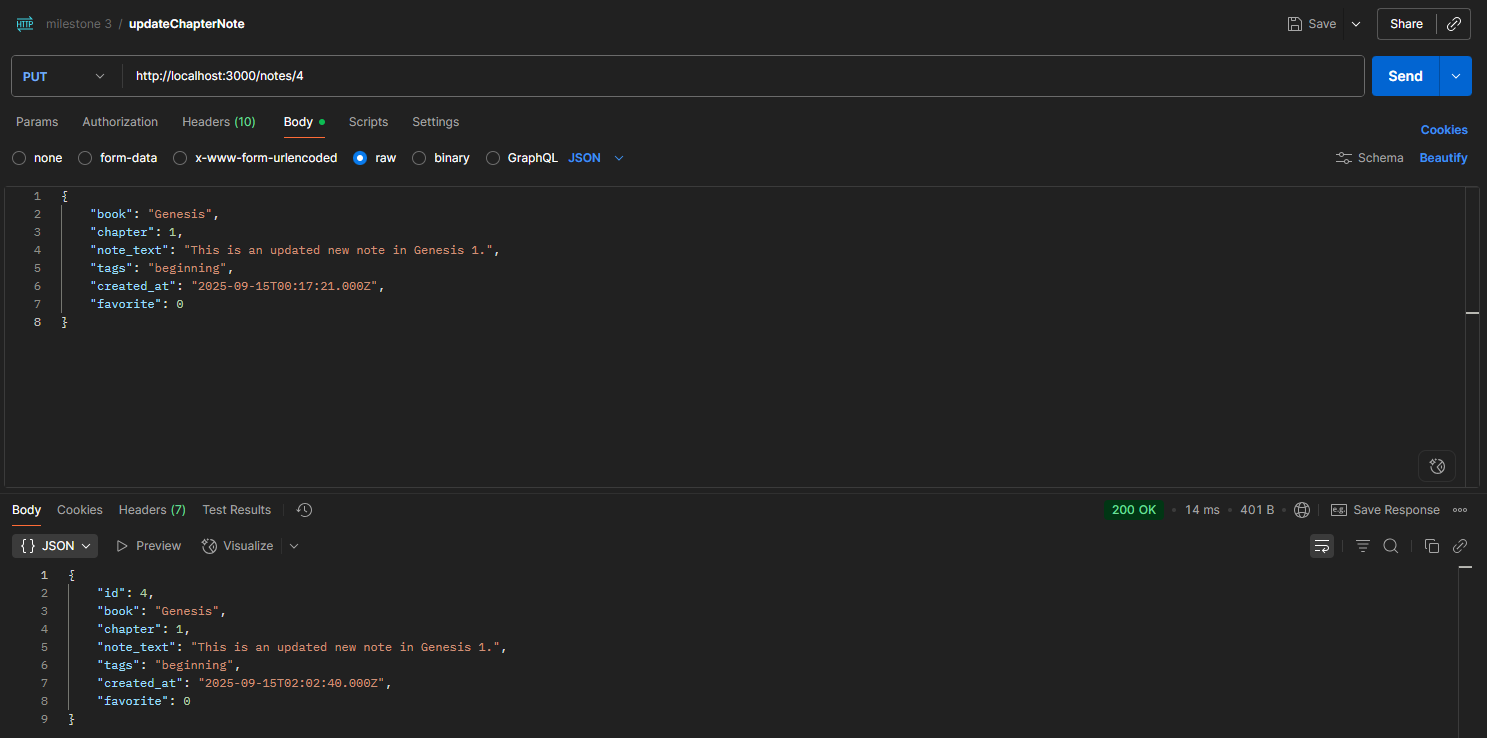 HTTP milestone 3 / updateChapterNote Save Share
PUT http://localhost:3000/notes/4 Send
Params Authorization Headers (10) Body Scripts Settings Cookies
none form-data x-www-form-urlencoded raw binary GraphQL JSON Schema Beautify
1 {
2 "book": "Genesis",
3 "chapter": 1,
4 "note_text": "This is an updated new note in Genesis 1.",
5 "tags": "beginning",
6 "created_at": "2025-09-15T00:17:21.000Z",
7 "favorite": 0
8 }
Body Cookies Headers (7) Test Results 200 OK • 14 ms • 401 B • e.g. Save Response
{} JSON Preview Visualize
1 {
2 "id": 4,
3 "book": "Genesis",
4 "chapter": 1,
5 "note_text": "This is an updated new note in Genesis 1.",
6 "tags": "beginning",
7 "created_at": "2025-09-15T02:02:40.000Z",
8 "favorite": 0
9 }